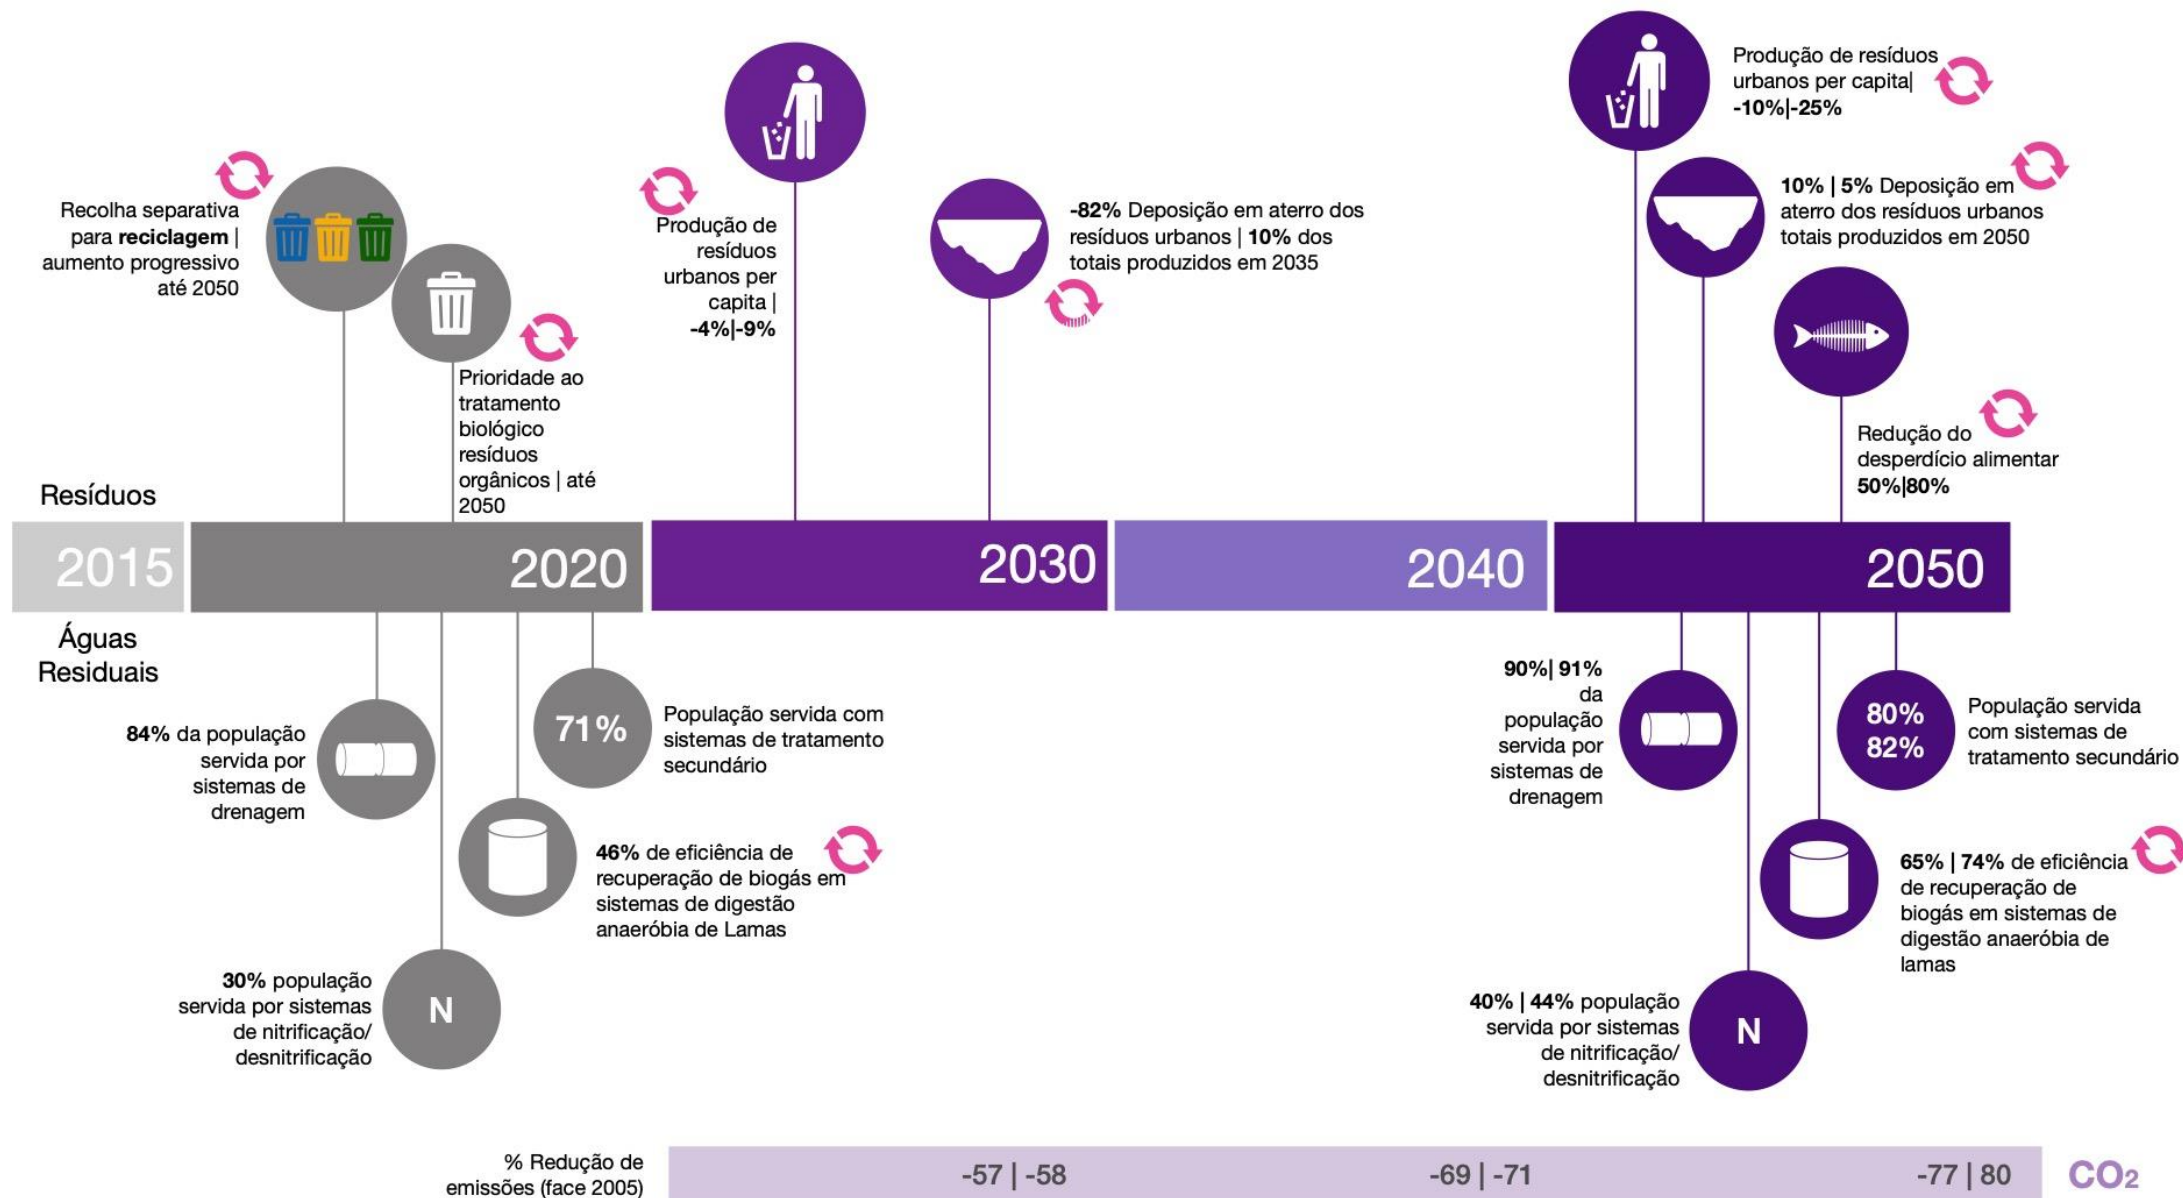 Produção de resíduos
urbanos per capita|
-10%|-25%
10% | 5% Deposição em
aterro dos resíduos urbanos
totais produzidos em 2050
Recolha separativa
para reciclagem |
aumento progressivo
até 2050
Produção de
resíduos
urbanos per
capita |
-4%|-9%
-82% Deposição em aterro dos
resíduos urbanos | 10% dos
totais produzidos em 2035
Prioridade ao
tratamento
biológico
resíduos
orgânicos | até
2050
Redução do
desperdício alimentar
50%|80%
Resíduos
2015
2020
2030
2040
2050
Águas
Residuais
84% da população
servida por
sistemas de
drenagem
71%
População servida com
sistemas de tratamento
secundário
46% de eficiência de
recuperação de biogás em
sistemas de digestão
anaeróbia de Lamas
30% população
servida por sistemas
de nitrificação/
desnitrificação
N
90%| 91%
da
população
servida por
sistemas de
drenagem
80%
82%
População servida
com sistemas de
tratamento secundário
65% | 74% de eficiência
de recuperação de
biogás em sistemas de
digestão anaeróbia de
lamas
40% | 44% população
servida por sistemas
de nitrificação/
desnitrificação
N
% Redução de
emissões (face 2005)
-57 | -58
-69 | -71
-77 | 80
CO₂